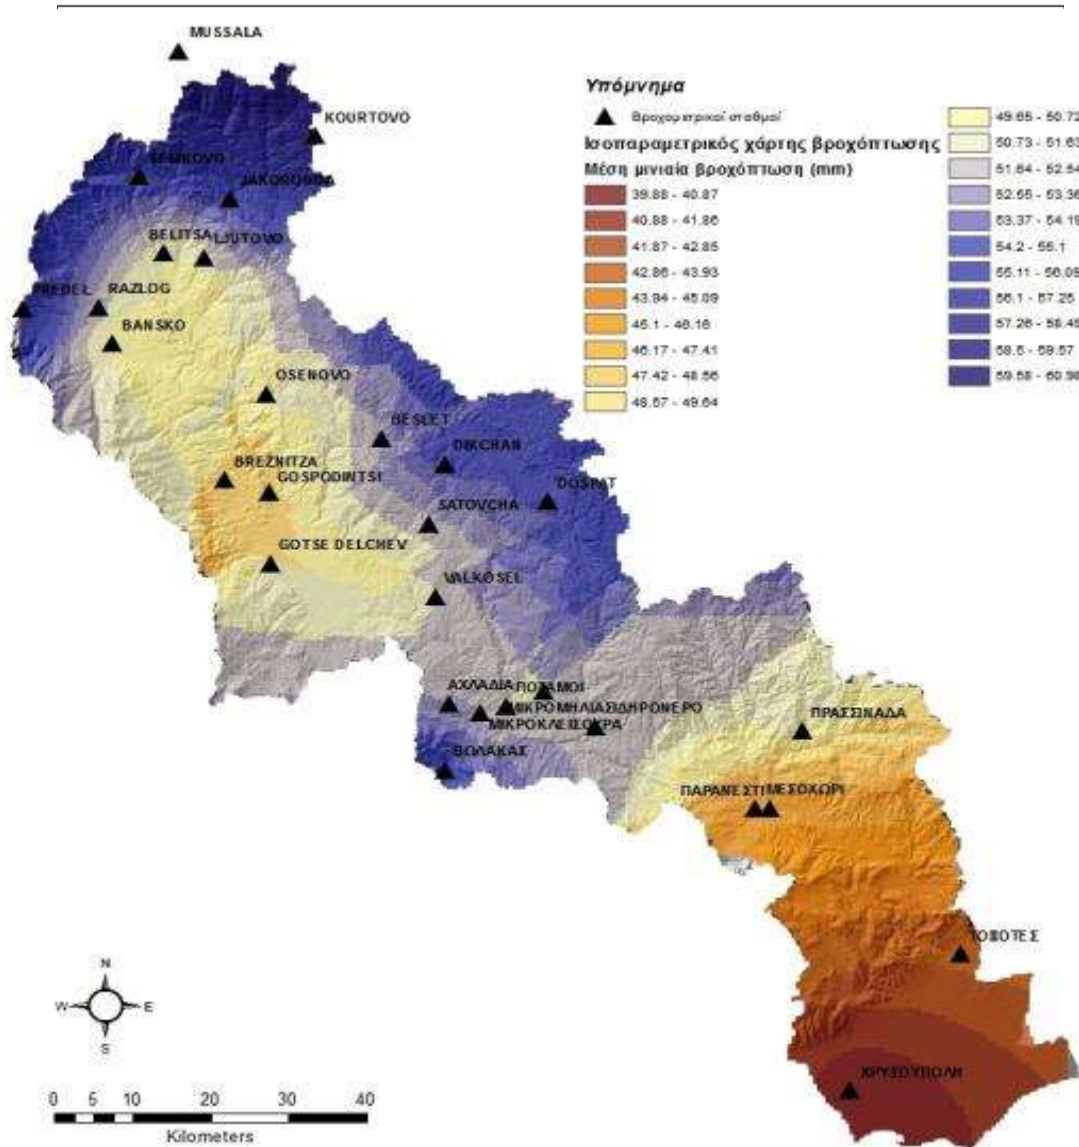 MUSSALA
KOURTOVO
SEMKOVO
JAKOROUDA
BELITSA
LJUTOVO
PREDEL
RAZLOG
BANSKO
OSENOVO
BESLET
DIKCHAN
BREZNITZA
GOSPODINTSI
DOSPAT
SATOVCHA
GOTSE DELCHEV
VALKOSEL
ΑΧΛΑΔΙΑ
ΠΟΤΑΜΟΙ
ΜΙΚΡΟΜΗΛΙΑ
ΣΙΔΗΡΟΝΕΡΟ
ΜΙΚΡΟΚΛΕΙΣΟΥΡΑ
ΒΩΛΑΚΑΣ
ΠΡΑΣΣΙΝΑΔΑ
ΠΑΡΑΝΕΣΤΙ
ΜΕΣΟΧΩΡΙ
ΤΟΞΟΤΕΣ
ΧΡΥΣΟΥΠΟΛΗ
Υπόμνημα
Βροχομετρικοί σταθμοί
Ισοπαραμετρικός χάρτης βροχόπτωσης
Μέση μινιαία βροχόπτωση (mm)
39.88 - 40.87
40.88 - 41.86
41.87 - 42.85
42.86 - 43.93
43.94 - 45.09
45.1 - 46.16
46.17 - 47.41
47.42 - 48.56
48.57 - 49.64
49.65 - 50.72
50.73 - 51.63
51.64 - 52.54
52.55 - 53.36
53.37 - 54.19
54.2 - 55.1
55.11 - 56.09
56.1 - 57.25
57.26 - 58.49
58.5 - 59.57
59.58 - 60.98
N
W
E
S
0 5 10 20 30 40
Kilometers